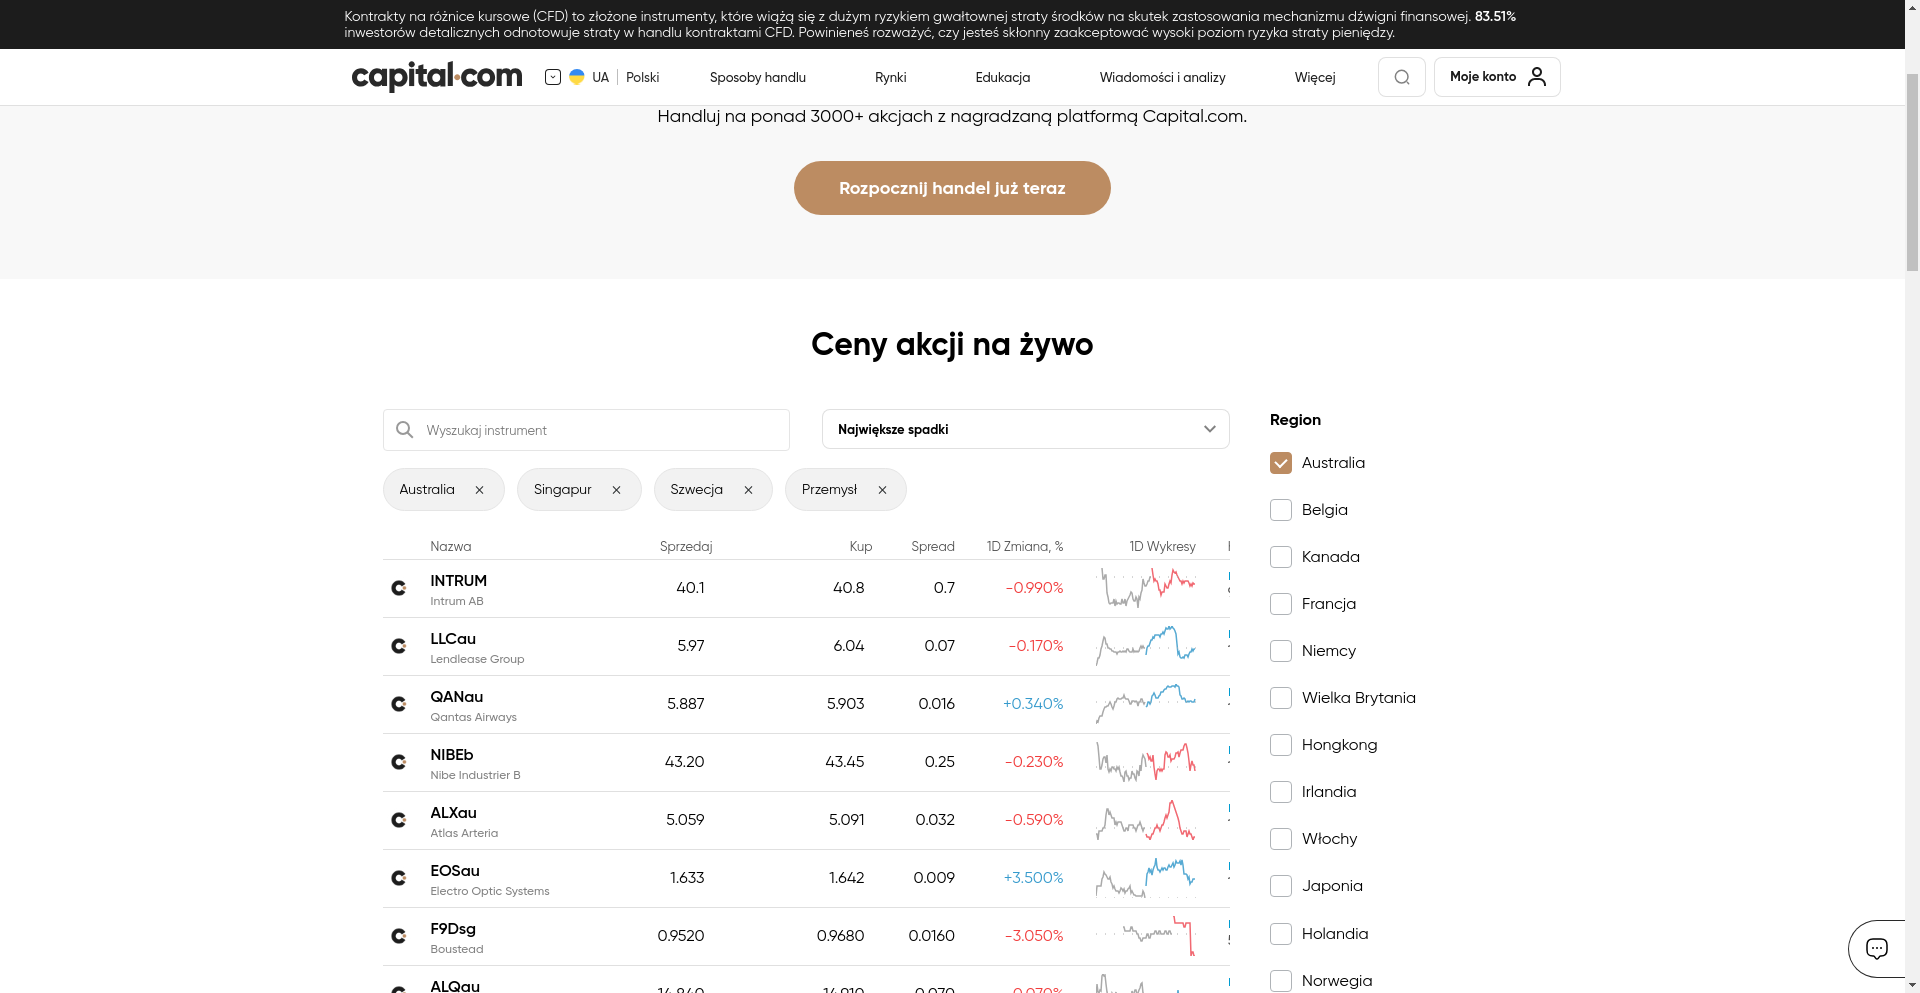 Kontrakty na różnice kursowe (CFD) to złożone instrumenty, które wiążą się z dużym ryzykiem gwałtownej straty środków na skutek zastosowania mechanizmu dźwigni finansowej. 83.51%
inwestorów detalicznych odnotowuje straty w handlu kontraktami CFD. Powinieneś rozważyć, czy jesteś skłonny zaakceptować wysoki poziom ryzyka straty pieniędzy.
capital.com UA Polski Sposoby handlu Rynki Edukacja Wiadomości i analizy Więcej Moje konto
Handluj na ponad 3000+ akcjach z nagradzaną platformą Capital.com.
Rozpocznij handel już teraz
Ceny akcji na żywo
Wyszukaj instrument
Największe spadki
Australia Singapur Szwecja Przemysł
Nazwa Sprzedaj Kup Spread 1D Zmiana, % 1D Wykresy
INTRUM 40.1 40.8 0.7 -0.990%
Intrum AB
LLCau 5.97 6.04 0.07 -0.170%
Lendlease Group
QANau 5.887 5.903 0.016 +0.340%
Qantas Airways
NIBEb 43.20 43.45 0.25 -0.230%
Nibe Industrier B
ALXau 5.059 5.091 0.032 -0.590%
Atlas Arteria
EOSau 1.633 1.642 0.009 +3.500%
Electro Optic Systems
F9Dsg 0.9520 0.9680 0.0160 -3.050%
Boustead
ALQau 14.840 14.910 0.070 -0.070%
Region
Australia
Belgia
Kanada
Francja
Niemcy
Wielka Brytania
Hongkong
Irlandia
Włochy
Japonia
Holandia
Norwegia